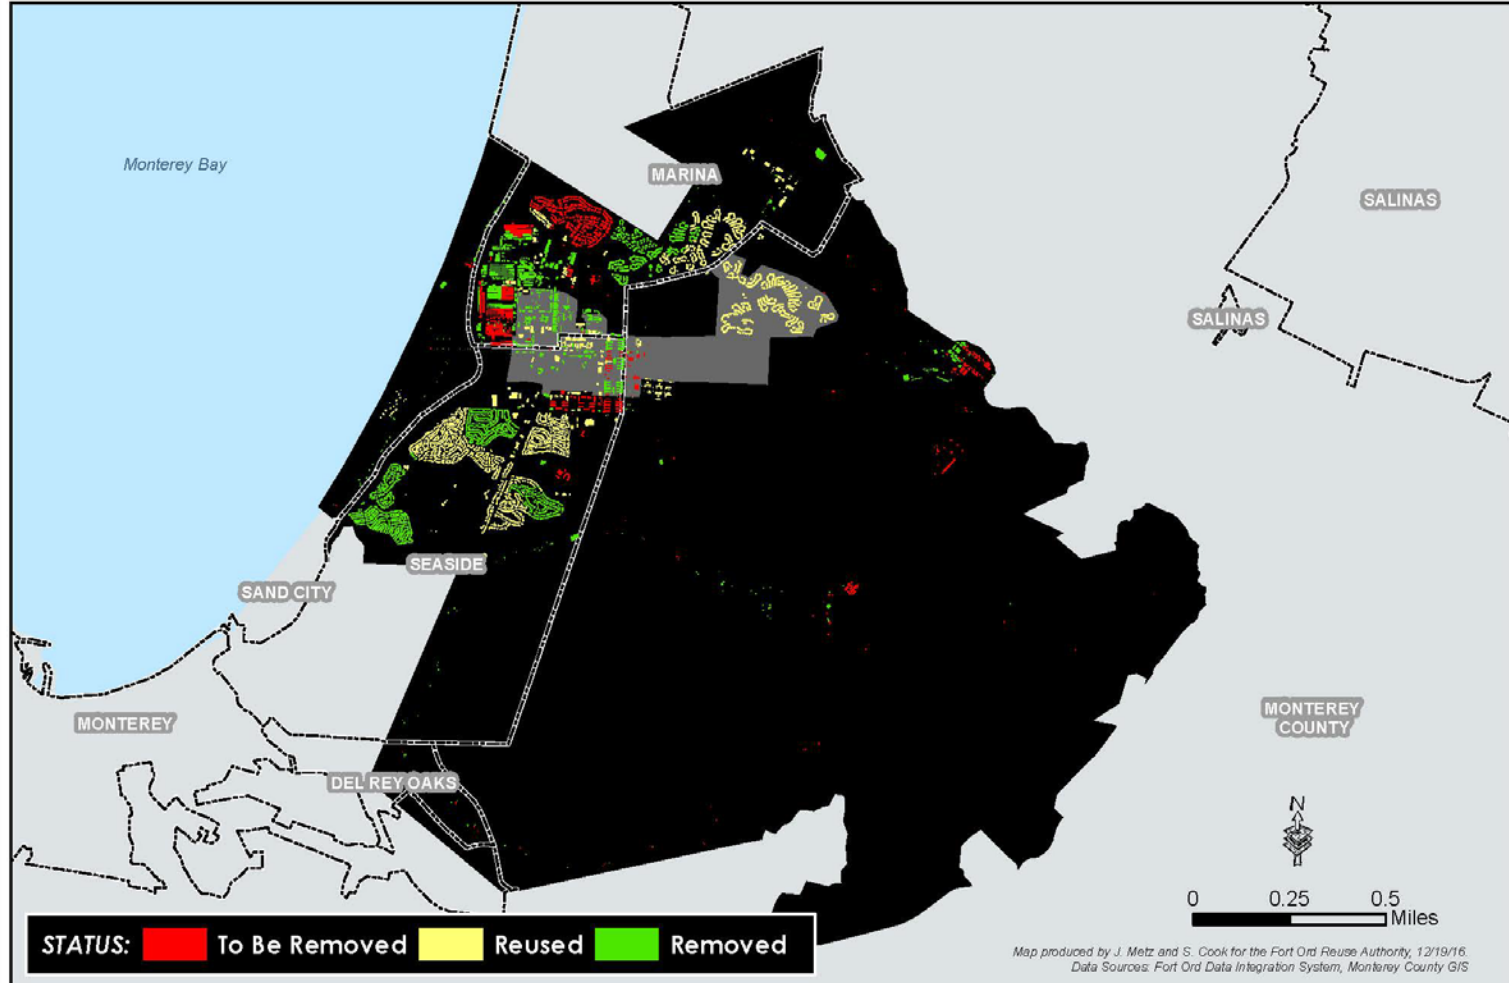 Monterey Bay
MARINA
SALINAS
SALINAS
SEASIDE
SAND CITY
MONTEREY
MONTEREY
COUNTY
DEL REY OAKS
N
0 0.25 0.5
Miles
STATUS: To Be Removed Reused Removed
Map produced by J. Metz and S. Cook for the Fort Ord Reuse Authority, 12/19/16.
Data Sources: Fort Ord Data Integration System, Monterey County GIS